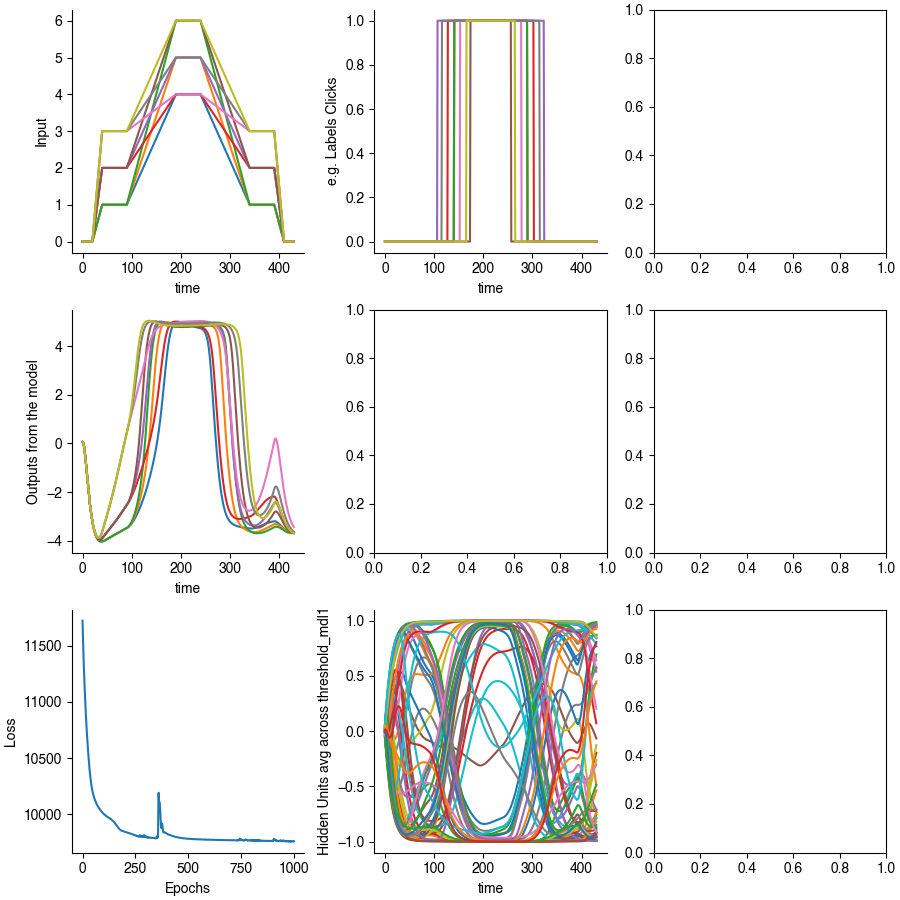 6
5
4
3
2
1
0
Input
0 100 200 300 400
time
1.0
0.8
0.6
0.4
0.2
0.0
e.g. Labels Clicks
0 100 200 300 400
time
1.0
0.8
0.6
0.4
0.2
0.0
0.0 0.2 0.4 0.6 0.8 1.0
4
2
0
−2
−4
Outputs from the model
0 100 200 300 400
time
1.0
0.8
0.6
0.4
0.2
0.0
0.0 0.2 0.4 0.6 0.8 1.0
1.0
0.8
0.6
0.4
0.2
0.0
0.0 0.2 0.4 0.6 0.8 1.0
11500
11000
10500
10000
Loss
0 250 500 750 1000
Epochs
1.0
0.5
0.0
−0.5
−1.0
Hidden Units avg across threshold_mdl1
0 100 200 300 400
time
1.0
0.8
0.6
0.4
0.2
0.0
0.0 0.2 0.4 0.6 0.8 1.0